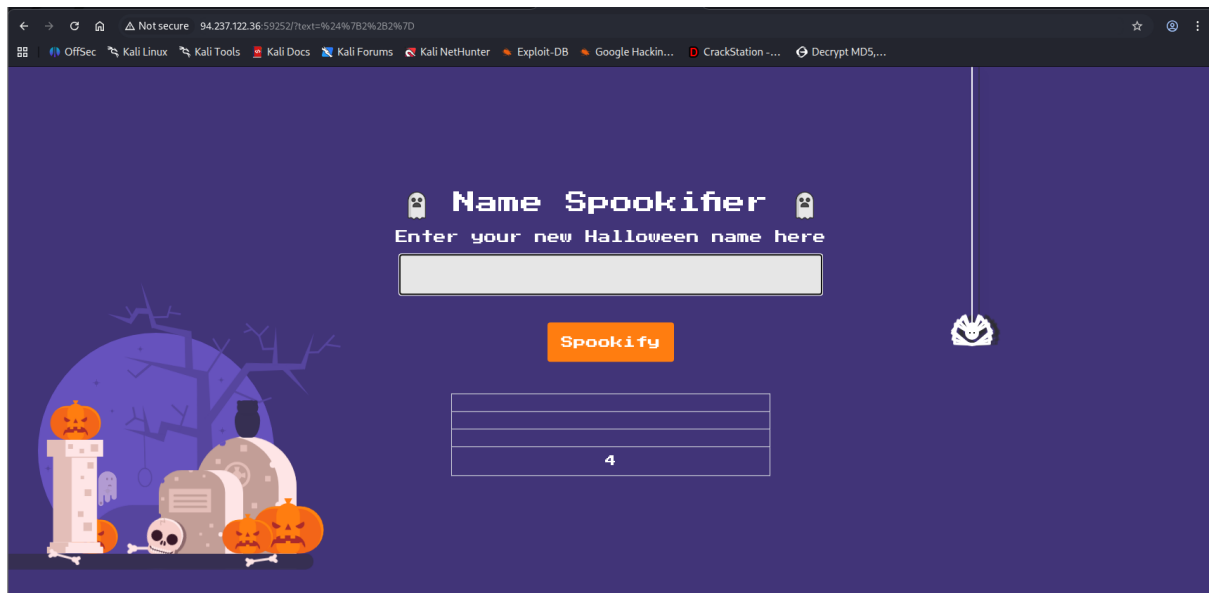 Not secure 94.237.122.36:59252/?text=%24%7B2%2B2%7D
OffSec Kali Linux Kali Tools Kali Docs Kali Forums Kali NetHunter Exploit-DB Google Hackin... CrackStation -... Decrypt MD5,...
Name Spookifier
Enter your new Halloween name here
Spookify
4